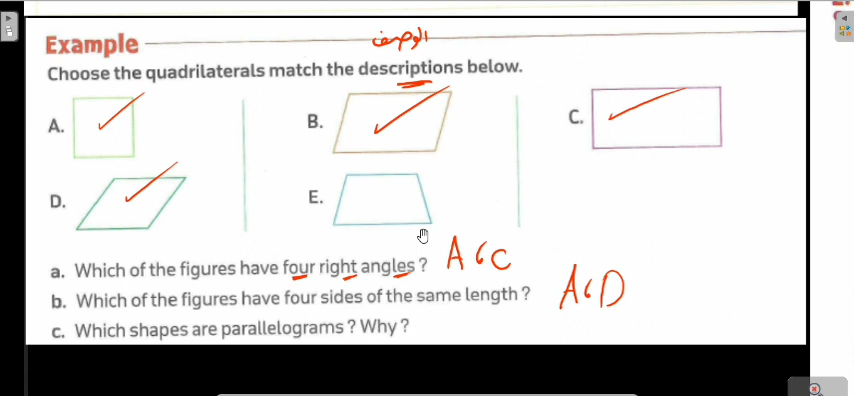 الوصف
Example
Choose the quadrilaterals match the descriptions below.
A. B. C.
D. E.
a. Which of the figures have four right angles? A ، C
b. Which of the figures have four sides of the same length? A ، D
c. Which shapes are parallelograms? Why?